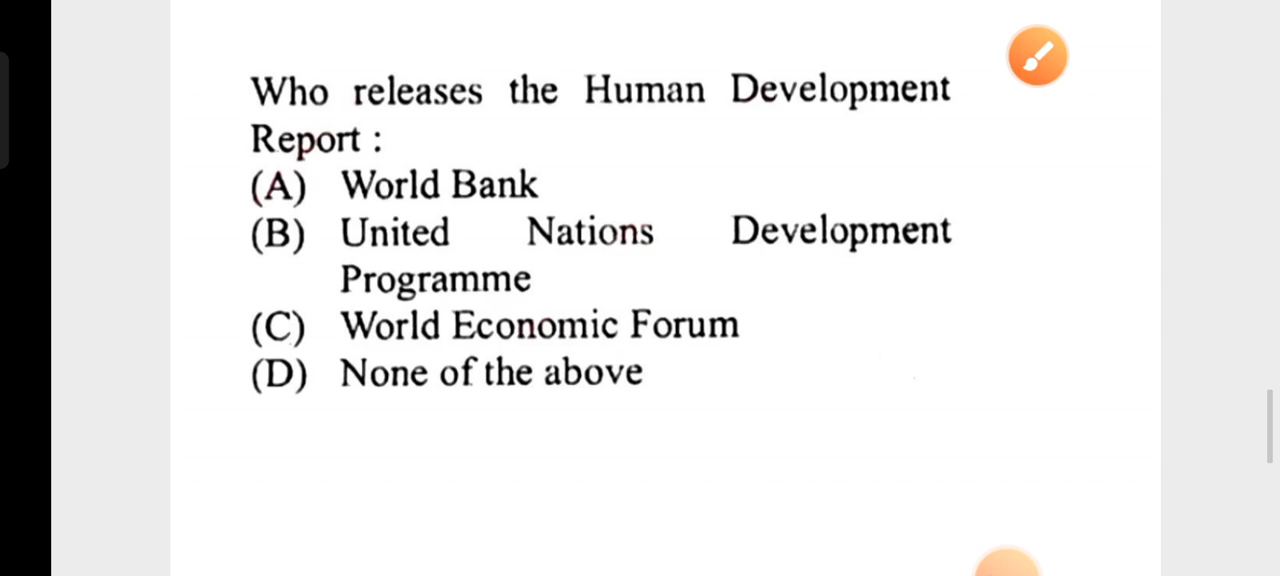 Who releases the Human Development
Report :
(A) World Bank
(B) United Nations Development
Programme
(C) World Economic Forum
(D) None of the above